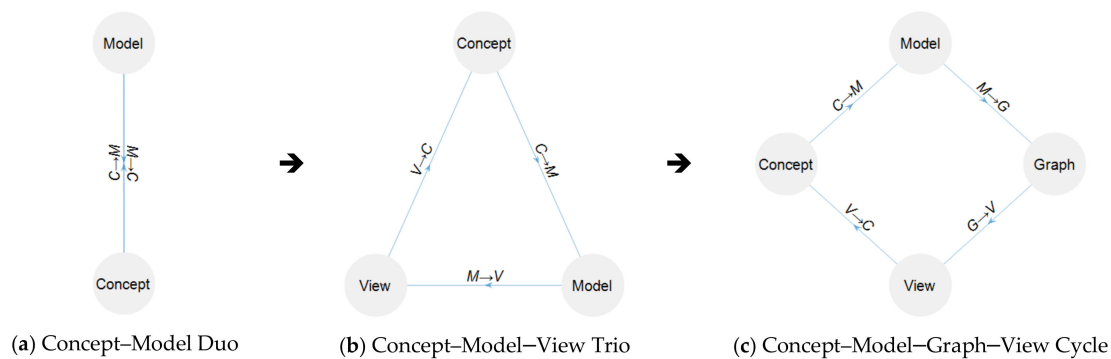 Model
C→M
M→C
Concept
(a) Concept–Model Duo
➔
Concept
V→C
C→M
View
M→V
Model
(b) Concept–Model–View Trio
➔
Model
C→M
M→G
Concept
Graph
V→C
G→V
View
(c) Concept–Model–Graph–View Cycle